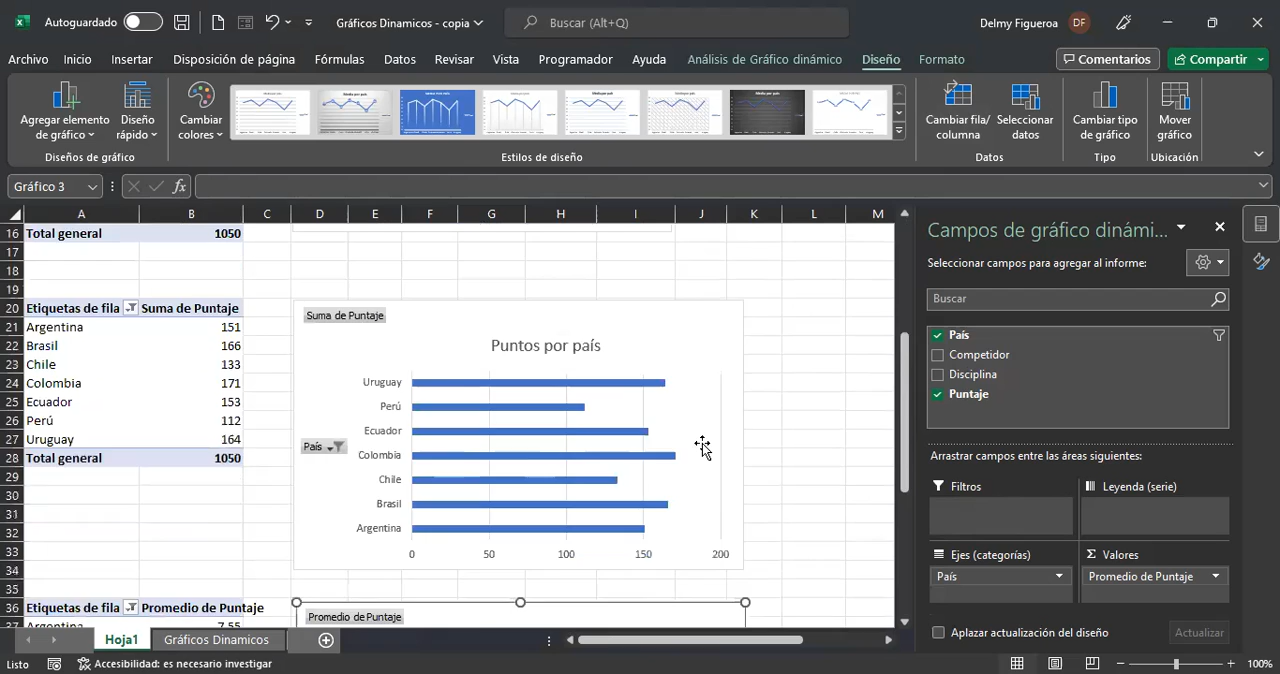 Autoguardado
Gráficos Dinamicos - copia
Buscar (Alt+Q)
Delmy Figueroa
DF
Archivo Inicio Insertar Disposición de página Fórmulas Datos Revisar Vista Programador Ayuda Análisis de Gráfico dinámico Diseño Formato
Comentarios
Compartir
Agregar elemento
de gráfico
Diseño
rápido
Cambiar
colores
Cambiar fila/
columna
Seleccionar
datos
Cambiar tipo
de gráfico
Mover
gráfico
Diseños de gráfico
Estilos de diseño
Datos
Tipo
Ubicación
Gráfico 3
fx
A B C D E F G H I J K L M
16 Total general 1050
17
18
19
20 Etiquetas de fila Suma de Puntaje
21 Argentina 151
22 Brasil 166
23 Chile 133
24 Colombia 171
25 Ecuador 153
26 Perú 112
27 Uruguay 164
28 Total general 1050
29
30
31
32
33
34
35
36 Etiquetas de fila Promedio de Puntaje
37 Argentina 7,55
Suma de Puntaje
Puntos por país
País
Uruguay
Perú
Ecuador
Colombia
Chile
Brasil
Argentina
0 50 100 150 200
Promedio de Puntaje
Campos de gráfico dinámi...
Seleccionar campos para agregar al informe:
Buscar
País
Competidor
Disciplina
Puntaje
Arrastrar campos entre las áreas siguientes:
Filtros
Leyenda (serie)
Ejes (categorías)
Σ Valores
País
Promedio de Puntaje
Aplazar actualización del diseño
Actualizar
Hoja1
Gráficos Dinamicos
Listo
Accesibilidad: es necesario investigar
100%